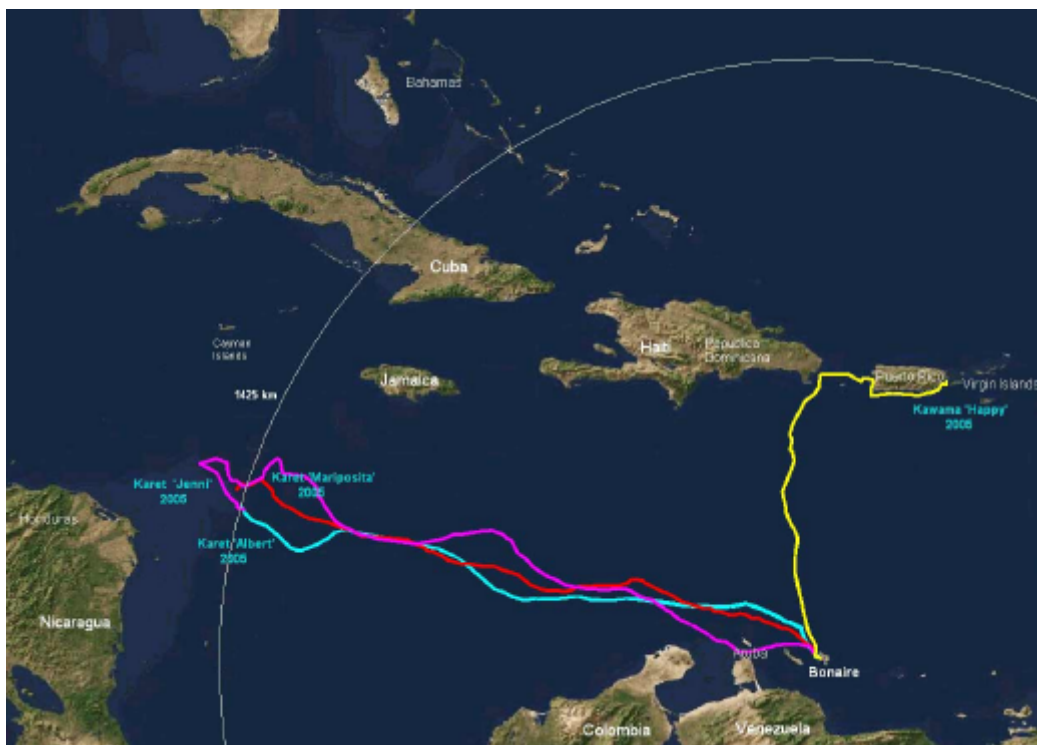 Bahamas
Cuba
Cayman
Islands
Haiti
Republica
Dominicana
Jamaica
Puerto Rico
Virgin Islands
1425 km
Kawama 'Happy'
2005
Karet 'Jenni'
2005
Karet 'Mariposita'
2005
Honduras
Karet 'Albert'
2005
Nicaragua
Aruba
Bonaire
Colombia
Venezuela